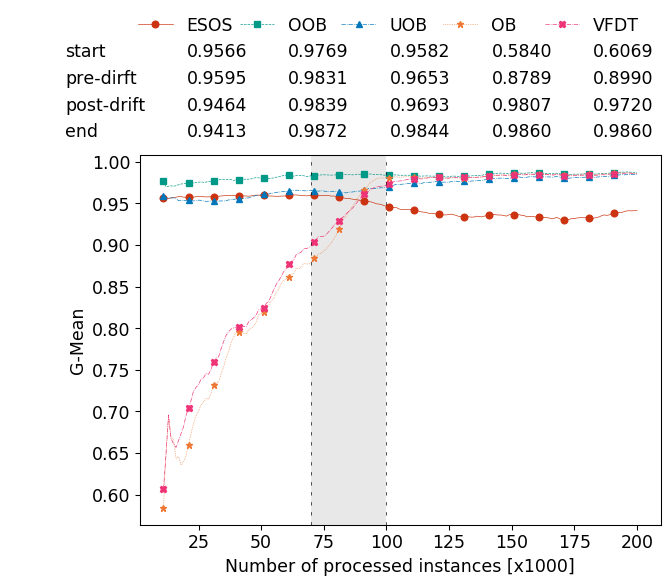 ESOS OOB UOB OB VFDT
start 0.9566 0.9769 0.9582 0.5840 0.6069
pre-dirft 0.9595 0.9831 0.9653 0.8789 0.8990
post-drift 0.9464 0.9839 0.9693 0.9807 0.9720
end 0.9413 0.9872 0.9844 0.9860 0.9860
1.00
0.95
0.90
0.85
0.80
0.75
0.70
0.65
0.60
G-Mean
25 50 75 100 125 150 175 200
Number of processed instances [x1000]